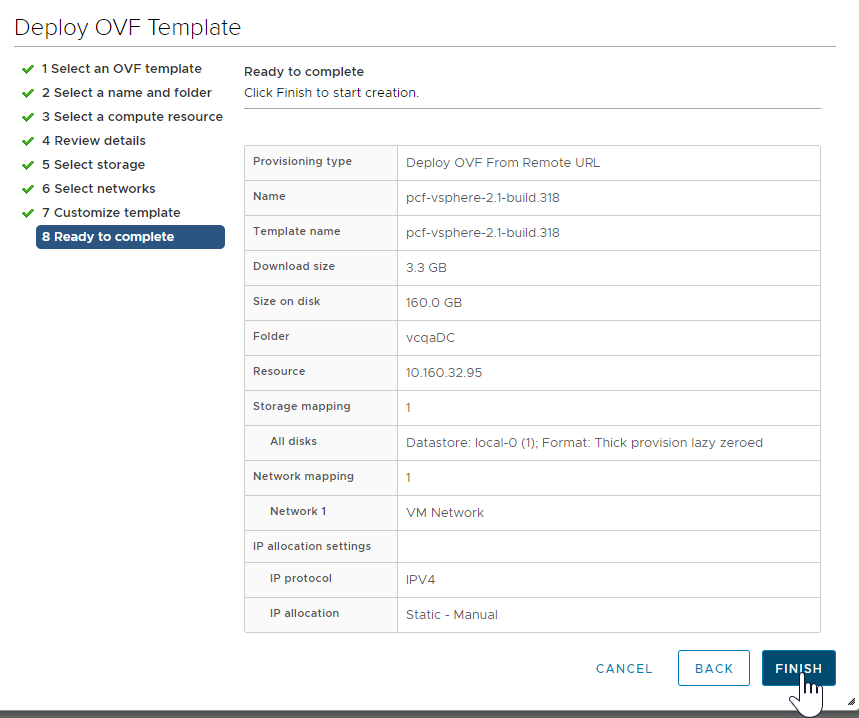 Deploy OVF Template
1 Select an OVF template
2 Select a name and folder
3 Select a compute resource
4 Review details
5 Select storage
6 Select networks
7 Customize template
8 Ready to complete
Ready to complete
Click Finish to start creation.
Provisioning type Deploy OVF From Remote URL
Name pcf-vsphere-2.1-build.318
Template name pcf-vsphere-2.1-build.318
Download size 3.3 GB
Size on disk 160.0 GB
Folder vcqaDC
Resource 10.160.32.95
Storage mapping 1
All disks Datastore: local-0 (1); Format: Thick provision lazy zeroed
Network mapping 1
Network 1 VM Network
IP allocation settings
IP protocol IPV4
IP allocation Static - Manual
CANCEL BACK FINISH